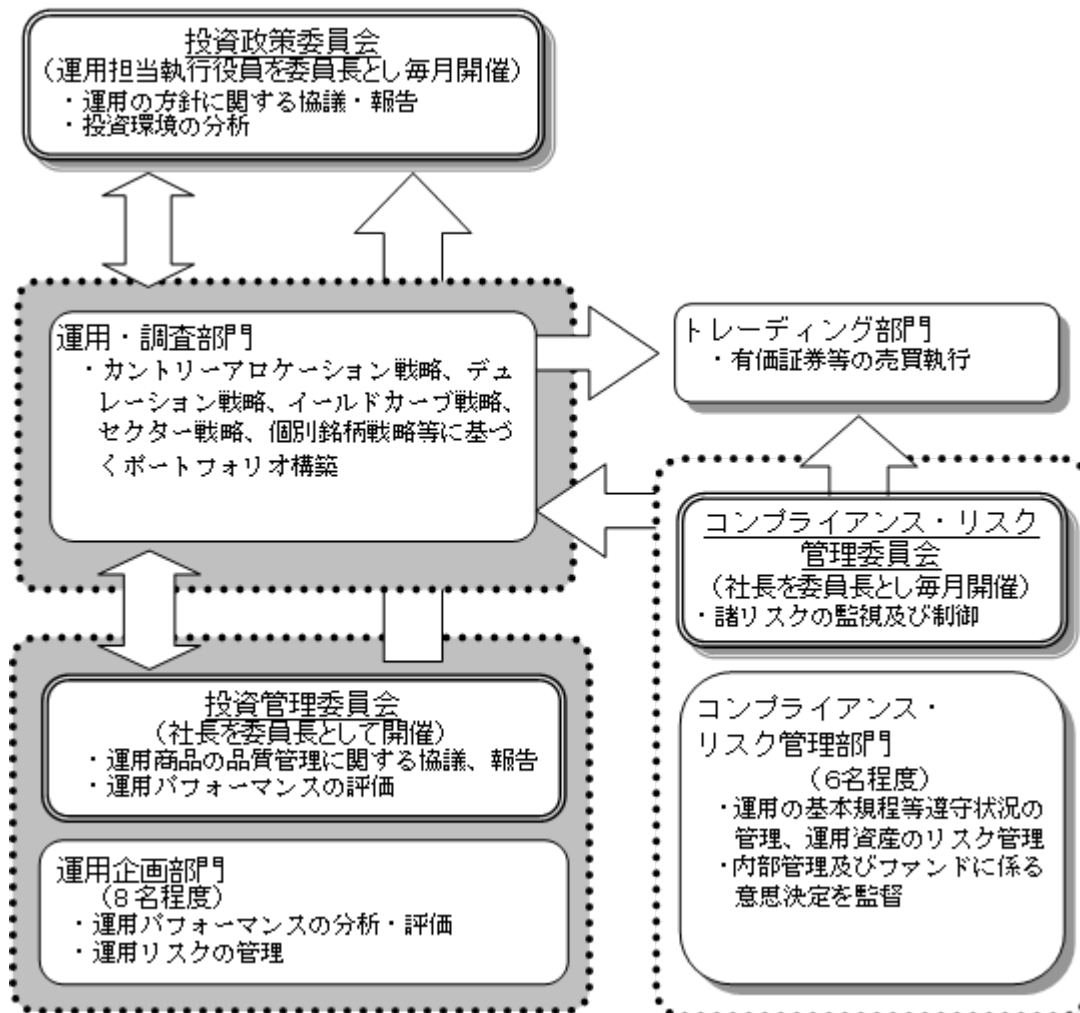 投資政策委員会
(運用担当執行役員を委員長とし毎月開催)
・運用の方針に関する協議・報告
・投資環境の分析
運用・調査部門
・カントリーアロケーション戦略、デュ
レーション戦略、イールドカーブ戦略、
セクター戦略、個別銘柄戦略等に基づ
くポートフォリオ構築
トレーディング部門
・有価証券等の売買執行
コンプライアンス・リスク
管理委員会
(社長を委員長とし毎月開催)
・諸リスクの監視及び制御
投資管理委員会
(社長を委員長として開催)
・運用商品の品質管理に関する協議、報告
・運用パフォーマンスの評価
運用企画部門
(8名程度)
・運用パフォーマンスの分析・評価
・運用リスクの管理
コンプライアンス・
リスク管理部門
(6名程度)
・運用の基本規程等遵守状況の
管理、運用資産のリスク管理
・内部管理及びファンドに係る
意思決定を監督